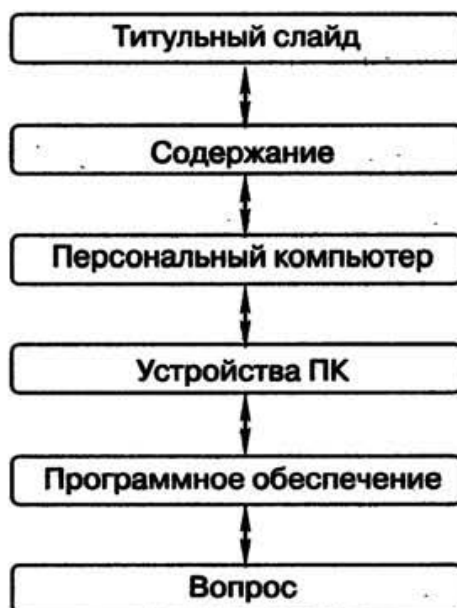 Титульный слайд
Содержание
Персональный компьютер
Устройства ПК
Программное обеспечение
Вопрос